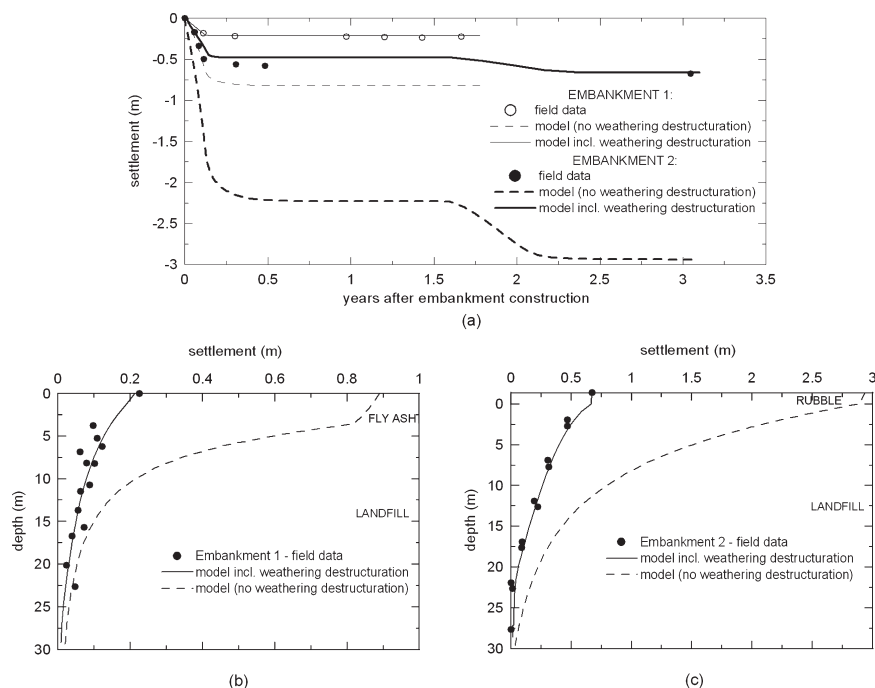 0
-0.5
-1
-1.5
-2
-2.5
-3
settlement (m)
EMBANKMENT 1:
field data
model (no weathering destructuration)
model incl. weathering destructuration
EMBANKMENT 2:
field data
model (no weathering destructuration)
model incl. weathering destructuration
0 0.5 1 1.5 2 2.5 3 3.5
years after embankment construction
(a)
settlement (m)
0 0.2 0.4 0.6 0.8 1
0
5
10
15
20
25
30
depth (m)
FLY ASH
LANDFILL
Embankment 1 - field data
model incl. weathering destructuration
model (no weathering destructuration)
(b)
settlement (m)
0 0.5 1 1.5 2 2.5 3
0
5
10
15
20
25
30
depth (m)
RUBBLE
LANDFILL
Embankment 2 - field data
model incl. weathering destructuration
model (no weathering destructuration)
(c)